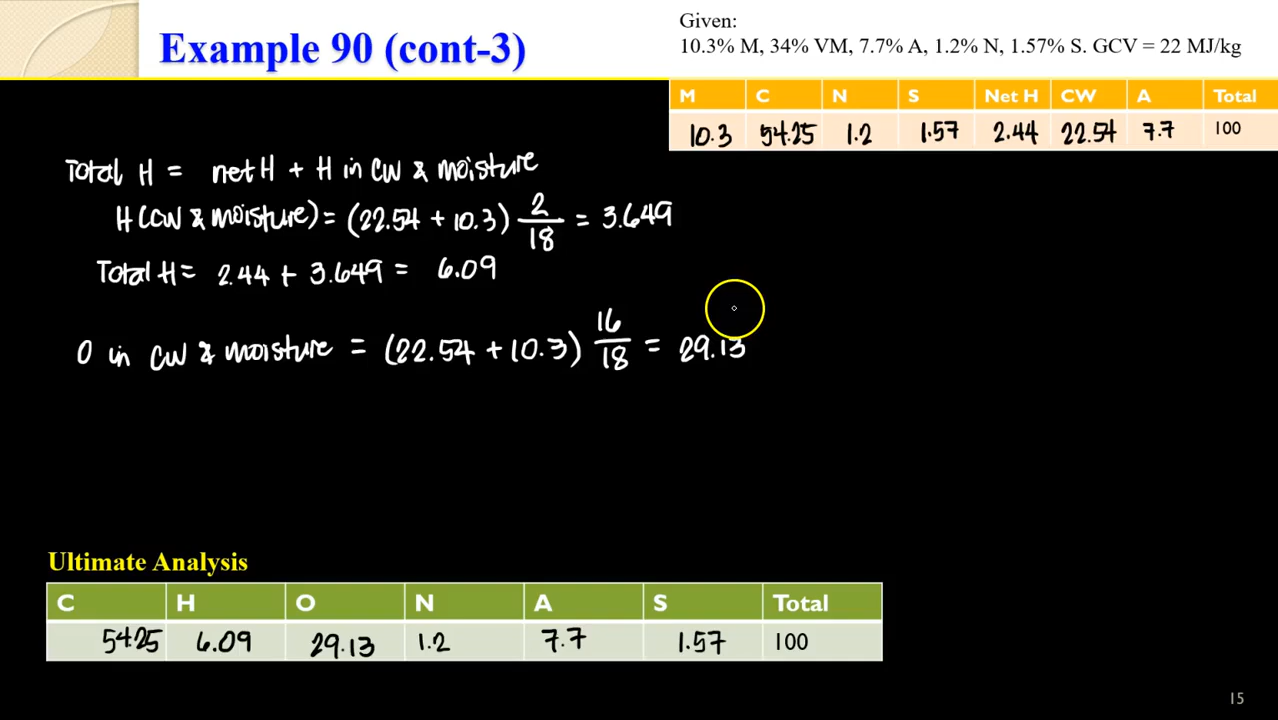 Example 90 (cont-3)
Given:
10.3% M, 34% VM, 7.7% A, 1.2% N, 1.57% S. GCV = 22 MJ/kg
M C N S Net H CW A Total
10.3 54.25 1.2 1.57 2.44 22.54 7.7 100
Total H = net H + H in CW & moisture
H (CW & moisture) = (22.54 + 10.3) 2/18 = 3.649
Total H = 2.44 + 3.649 = 6.09
O in CW & moisture = (22.54 + 10.3) 16/18 = 29.13
Ultimate Analysis
C H O N A S Total
54.25 6.09 29.13 1.2 7.7 1.57 100
15